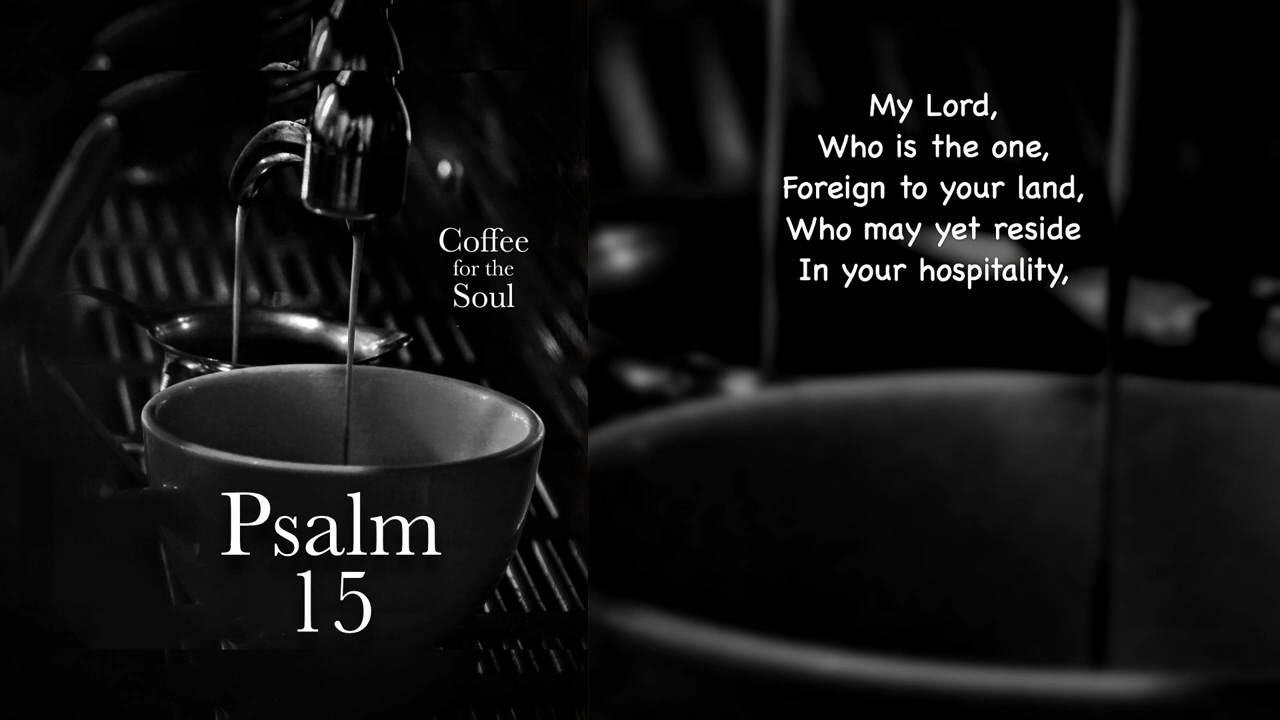 Coffee
for the
Soul
Psalm
15
My Lord,
Who is the one,
Foreign to your land,
Who may yet reside
In your hospitality,